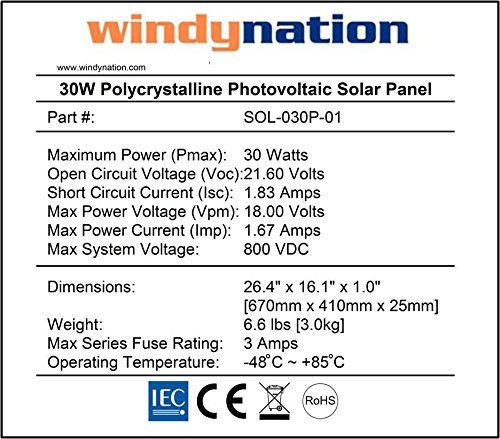 windynation
www.windynation.com
30W Polycrystalline Photovoltaic Solar Panel
Part #: SOL-030P-01
Maximum Power (Pmax): 30 Watts
Open Circuit Voltage (Voc): 21.60 Volts
Short Circuit Current (Isc): 1.83 Amps
Max Power Voltage (Vpm): 18.00 Volts
Max Power Current (Imp): 1.67 Amps
Max System Voltage: 800 VDC
Dimensions: 26.4" x 16.1" x 1.0"
[670mm x 410mm x 25mm]
Weight: 6.6 lbs [3.0kg]
Max Series Fuse Rating: 3 Amps
Operating Temperature: -48°C ~ +85°C
IEC CE RoHS